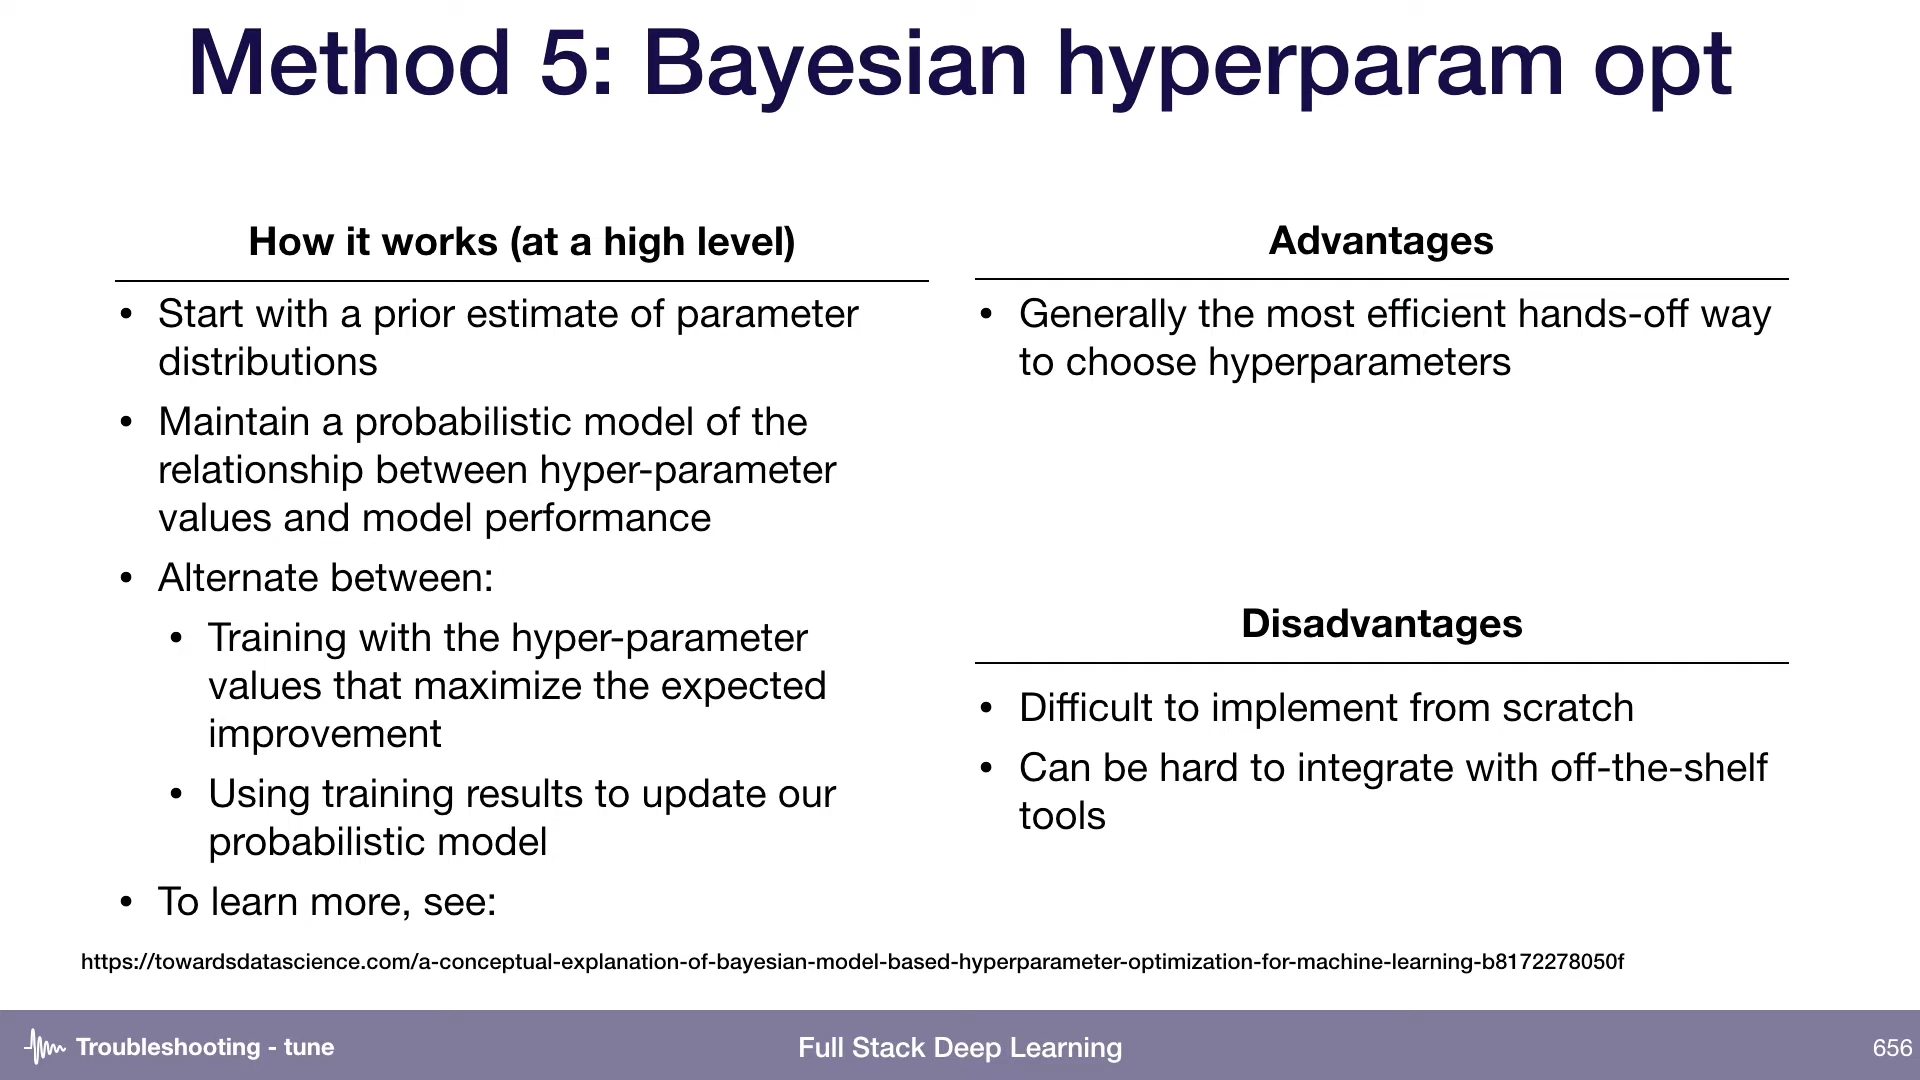 Method 5: Bayesian hyperparam opt
How it works (at a high level)
• Start with a prior estimate of parameter
distributions
• Maintain a probabilistic model of the
relationship between hyper-parameter
values and model performance
• Alternate between:
• Training with the hyper-parameter
values that maximize the expected
improvement
• Using training results to update our
probabilistic model
• To learn more, see:
Advantages
• Generally the most efficient hands-off way
to choose hyperparameters
Disadvantages
• Difficult to implement from scratch
• Can be hard to integrate with off-the-shelf
tools
https://towardsdatascience.com/a-conceptual-explanation-of-bayesian-model-based-hyperparameter-optimization-for-machine-learning-b8172278050f
Troubleshooting - tune
Full Stack Deep Learning
656